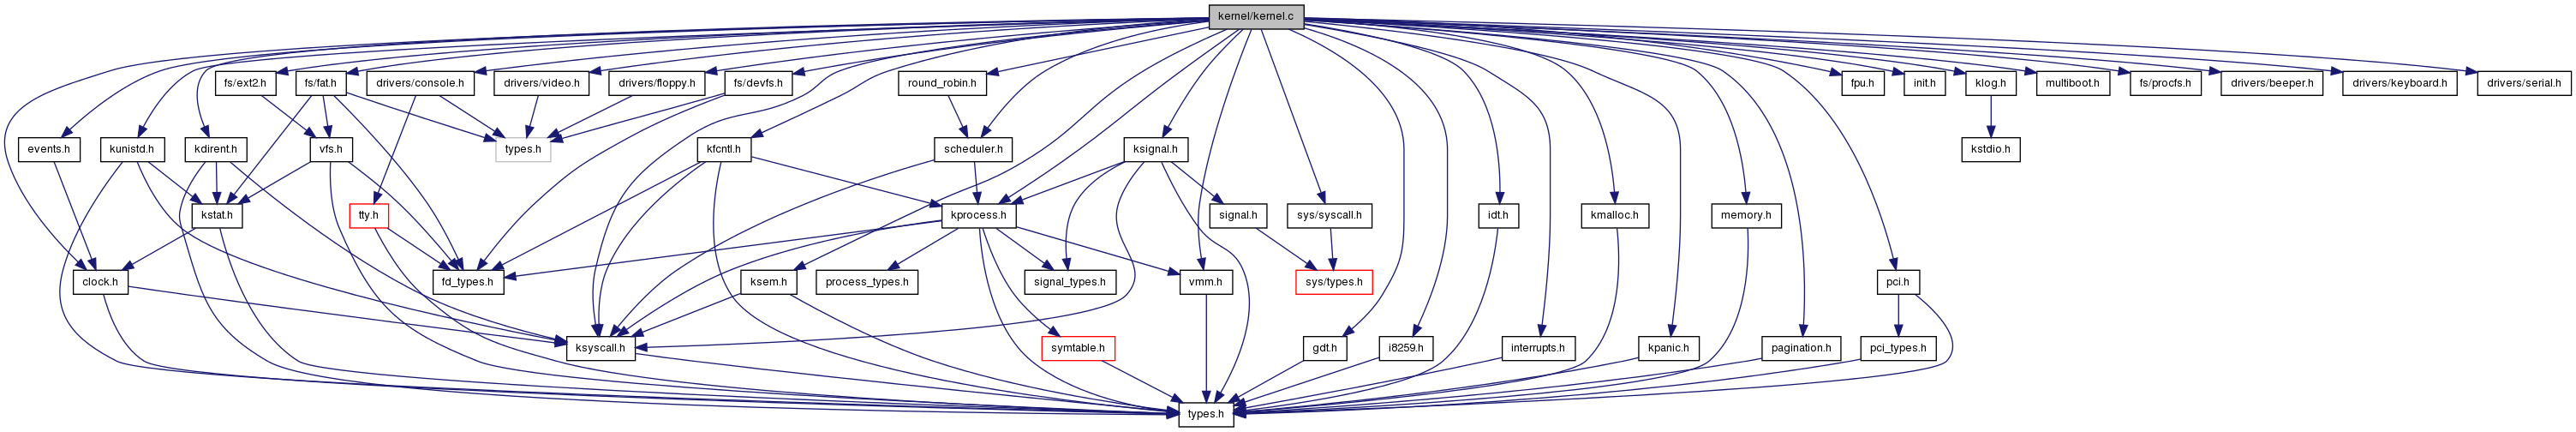 kernel/kernel.c
fs/ext2.h
fs/fat.h
drivers/console.h
drivers/video.h
drivers/floppy.h
fs/devfs.h
round_robin.h
fpu.h
init.h
klog.h
multiboot.h
fs/procfs.h
drivers/beeper.h
drivers/keyboard.h
drivers/serial.h
events.h
kunistd.h
kdirent.h
vfs.h
types.h
kfcntl.h
scheduler.h
ksignal.h
kstdio.h
kstat.h
tty.h
kprocess.h
signal.h
sys/syscall.h
idt.h
kmalloc.h
memory.h
clock.h
fd_types.h
ksem.h
process_types.h
signal_types.h
vmm.h
sys/types.h
pci.h
ksyscall.h
symtable.h
gdt.h
i8259.h
interrupts.h
kpanic.h
pagination.h
pci_types.h
types.h